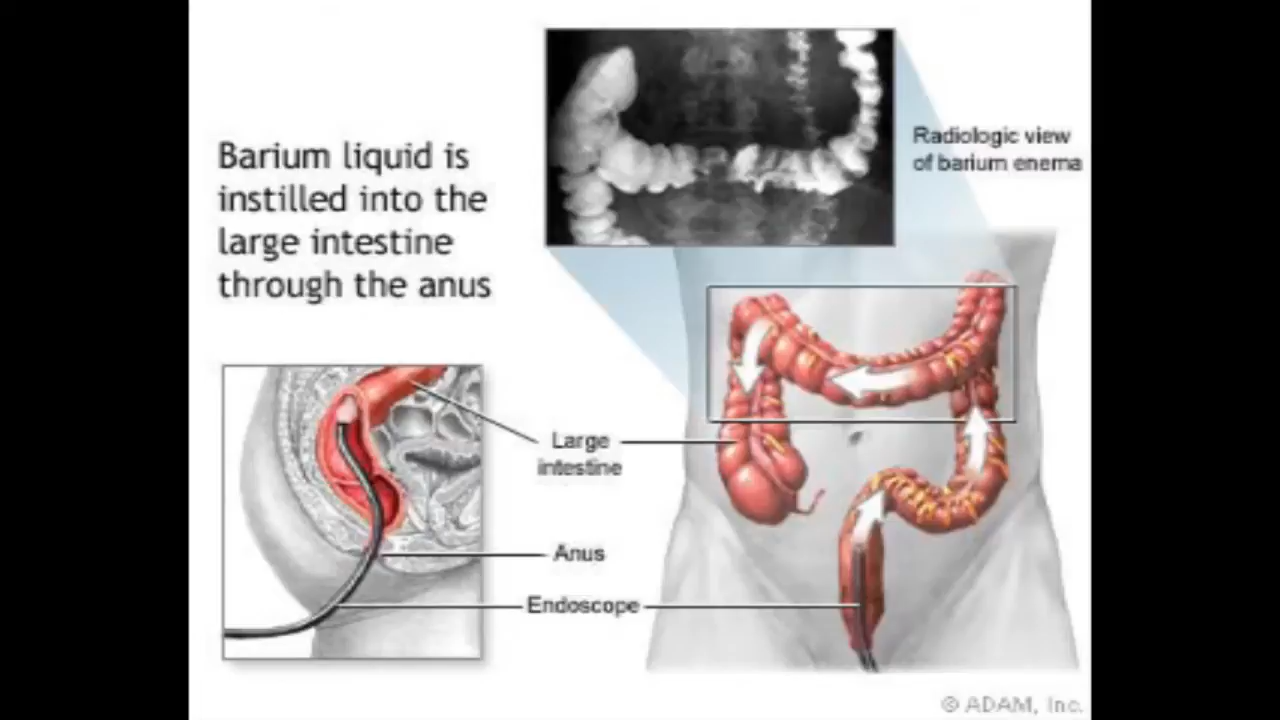 Barium liquid is
instilled into the
large intestine
through the anus
Radiologic view
of barium enema
Large
intestine
Anus
Endoscope
© ADAM, Inc.